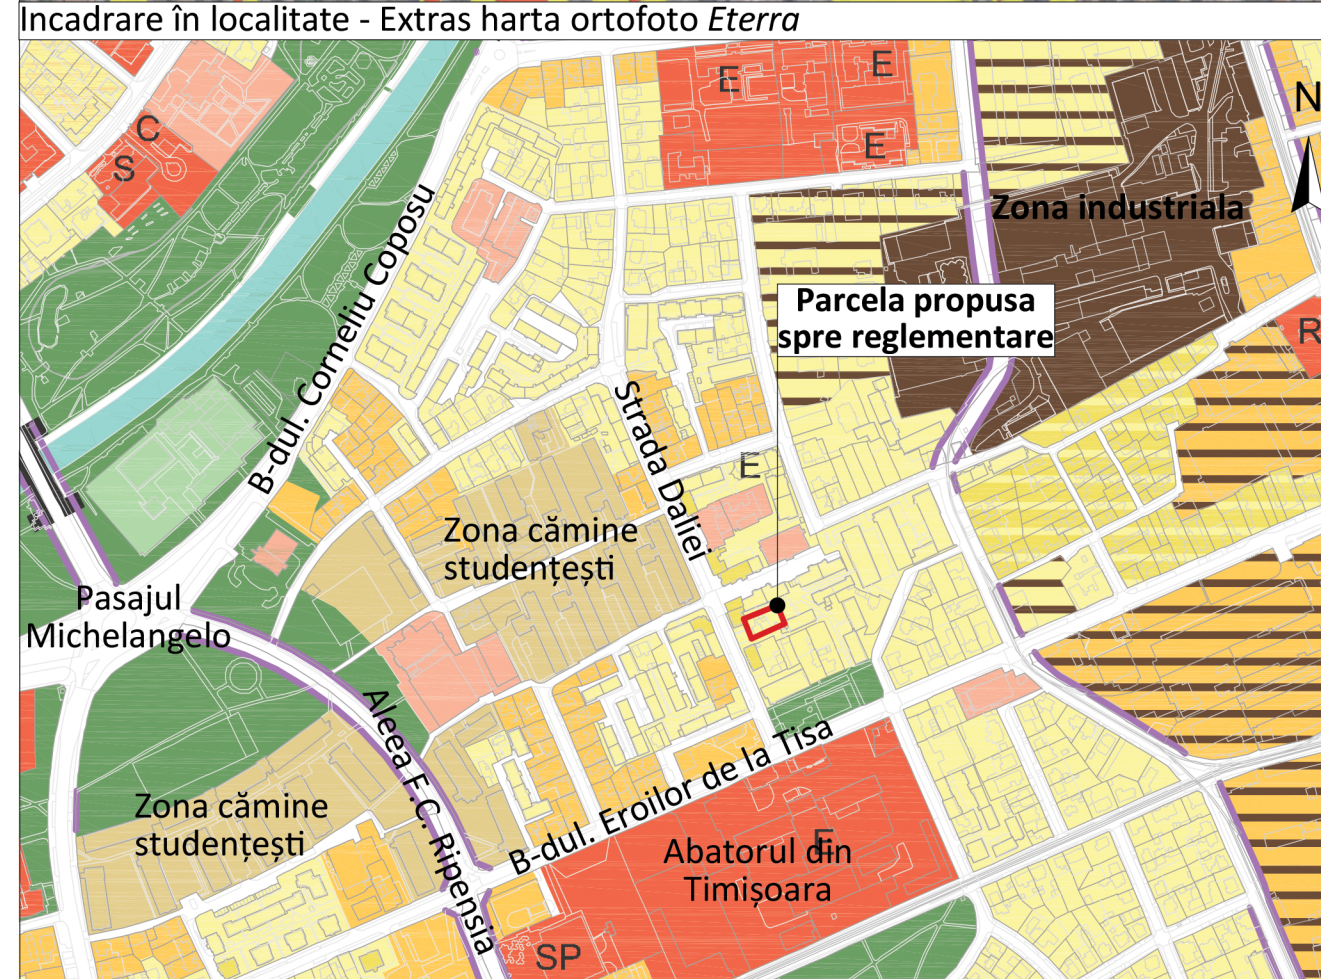 Incadrare în localitate - Extras harta ortofoto Eterra
E
E
E
C
S
N
Zona industriala
B-dul. Corneliu Coposu
Parcela propusa
spre reglementare
R
Strada Daliei
E
Zona cămine
studențești
Pasajul
Michelangelo
Aleea F.C. Ripensia
B-dul. Eroilor de la Tisa
Zona cămine
studențești
E
Abatorul din
Timișoara
SP